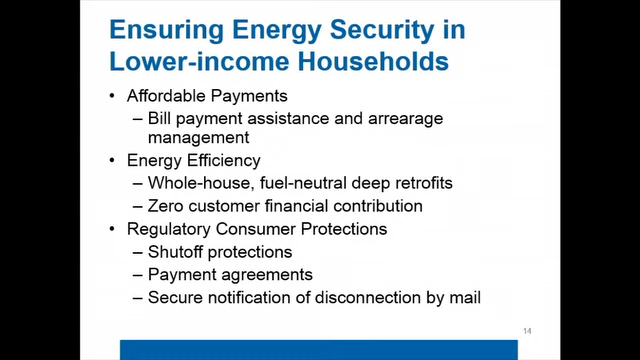 Ensuring Energy Security in
Lower-income Households
• Affordable Payments
– Bill payment assistance and arrearage
management
• Energy Efficiency
– Whole-house, fuel-neutral deep retrofits
– Zero customer financial contribution
• Regulatory Consumer Protections
– Shutoff protections
– Payment agreements
– Secure notification of disconnection by mail
14